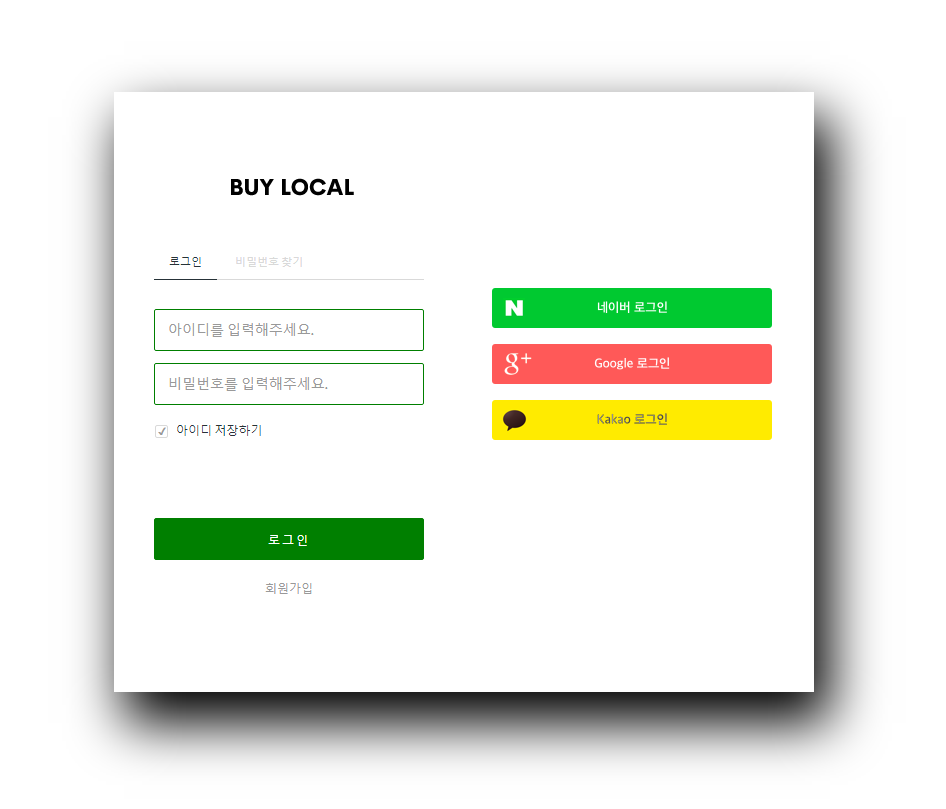 BUY LOCAL
로그인
비밀번호 찾기
아이디를 입력해주세요.
비밀번호를 입력해주세요.
아이디 저장하기
로그인
회원가입
N 네이버 로그인
g+ Google 로그인
Kakao 로그인